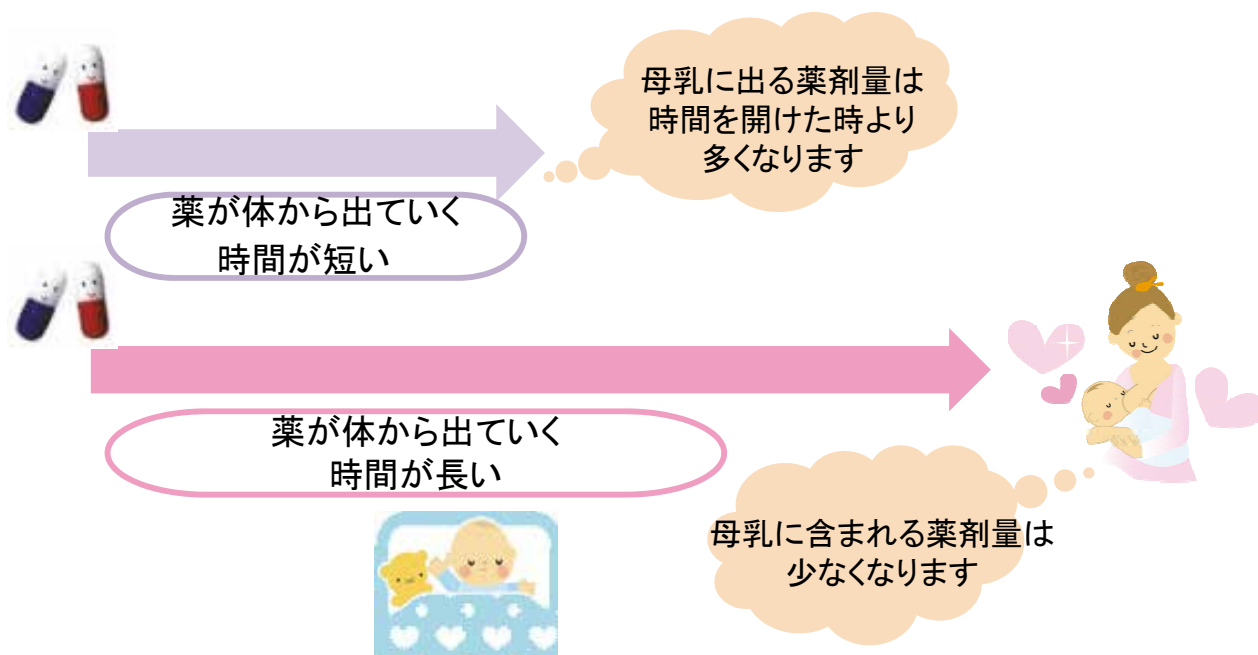 母乳に出る薬剤量は
時間を開けた時より
多くなります
薬が体から出ていく
時間が短い
薬が体から出ていく
時間が長い
母乳に含まれる薬剤量は
少なくなります